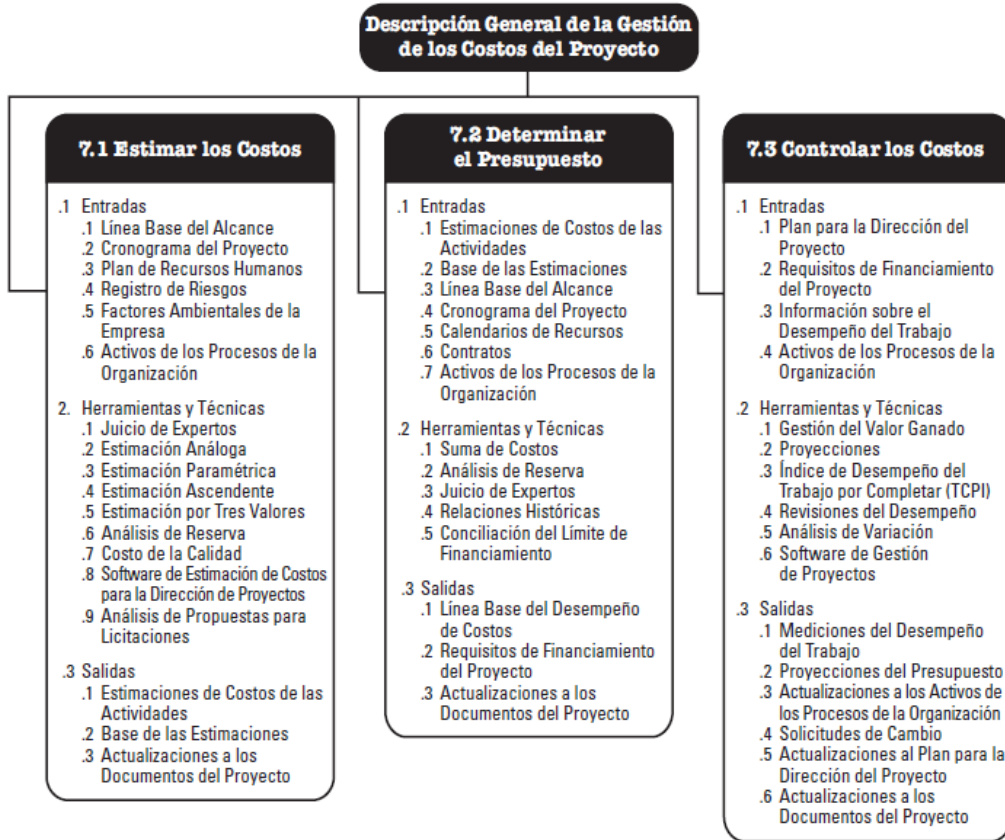 Descripción General de la Gestión
de los Costos del Proyecto
7.1 Estimar los Costos
.1 Entradas
.1 Línea Base del Alcance
.2 Cronograma del Proyecto
.3 Plan de Recursos Humanos
.4 Registro de Riesgos
.5 Factores Ambientales de la
Empresa
.6 Activos de los Procesos de la
Organización
2. Herramientas y Técnicas
.1 Juicio de Expertos
.2 Estimación Análoga
.3 Estimación Paramétrica
.4 Estimación Ascendente
.5 Estimación por Tres Valores
.6 Análisis de Reserva
.7 Costo de la Calidad
.8 Software de Estimación de Costos
para la Dirección de Proyectos
.9 Análisis de Propuestas para
Licitaciones
.3 Salidas
.1 Estimaciones de Costos de las
Actividades
.2 Base de las Estimaciones
.3 Actualizaciones a los
Documentos del Proyecto
7.2 Determinar
el Presupuesto
.1 Entradas
.1 Estimaciones de Costos de las
Actividades
.2 Base de las Estimaciones
.3 Línea Base del Alcance
.4 Cronograma del Proyecto
.5 Calendarios de Recursos
.6 Contratos
.7 Activos de los Procesos de la
Organización
.2 Herramientas y Técnicas
.1 Suma de Costos
.2 Análisis de Reserva
.3 Juicio de Expertos
.4 Relaciones Históricas
.5 Conciliación del Límite de
Financiamiento
.3 Salidas
.1 Línea Base del Desempeño
de Costos
.2 Requisitos de Financiamiento
del Proyecto
.3 Actualizaciones a los
Documentos del Proyecto
7.3 Controlar los Costos
.1 Entradas
.1 Plan para la Dirección del
Proyecto
.2 Requisitos de Financiamiento
del Proyecto
.3 Información sobre el
Desempeño del Trabajo
.4 Activos de los Procesos de la
Organización
.2 Herramientas y Técnicas
.1 Gestión del Valor Ganado
.2 Proyecciones
.3 Índice de Desempeño del
Trabajo por Completar (TCPI)
.4 Revisiones del Desempeño
.5 Análisis de Variación
.6 Software de Gestión
de Proyectos
.3 Salidas
.1 Mediciones del Desempeño
del Trabajo
.2 Proyecciones del Presupuesto
.3 Actualizaciones a los Activos de
los Procesos de la Organización
.4 Solicitudes de Cambio
.5 Actualizaciones al Plan para la
Dirección del Proyecto
.6 Actualizaciones a los
Documentos del Proyecto